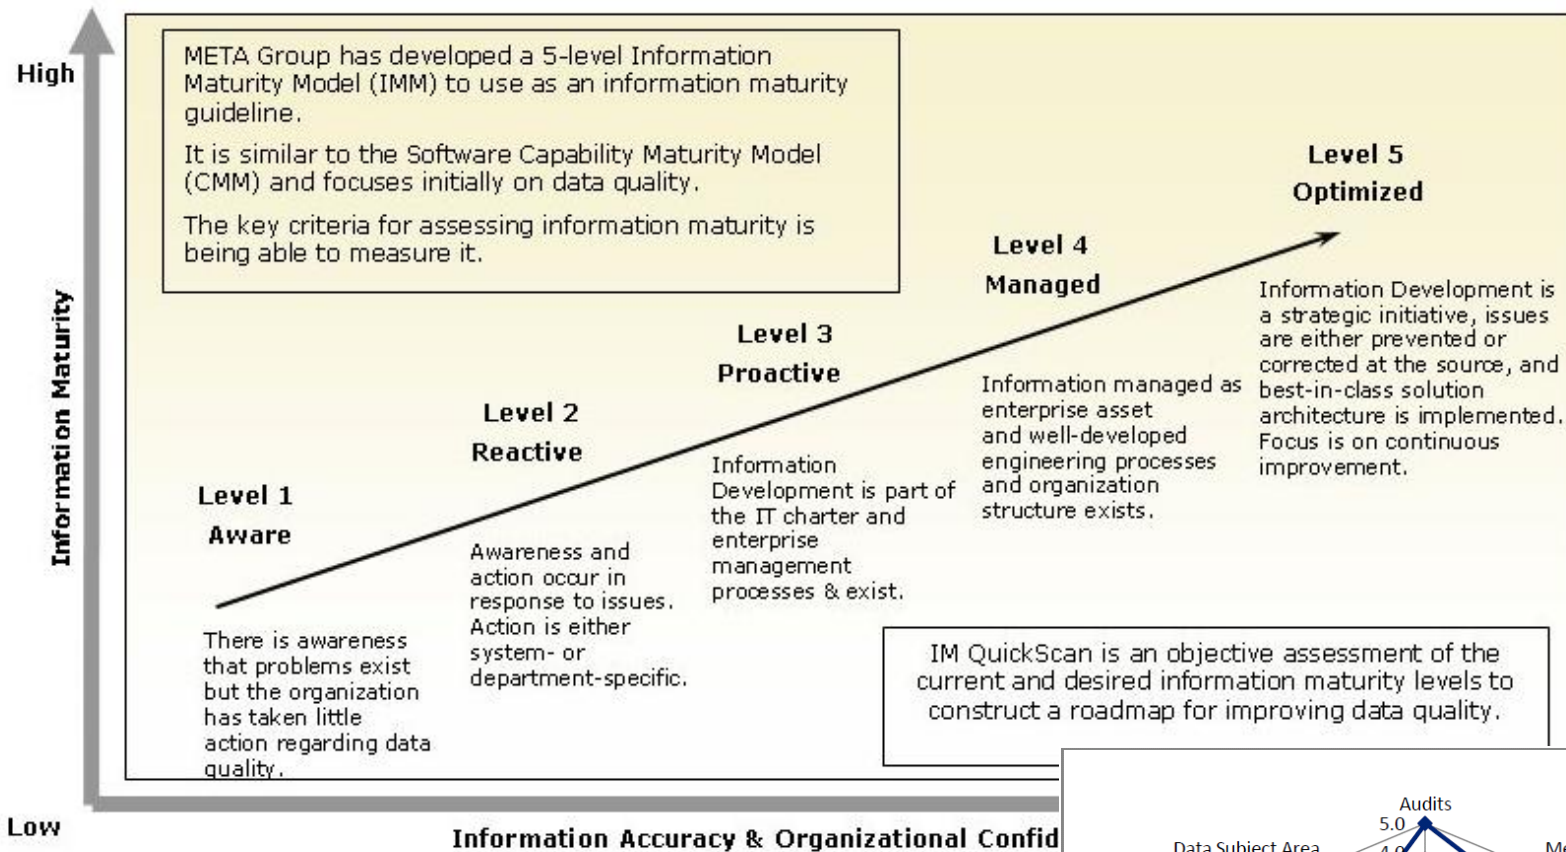 High
META Group has developed a 5-level Information
Maturity Model (IMM) to use as an information maturity
guideline.
It is similar to the Software Capability Maturity Model
(CMM) and focuses initially on data quality.
The key criteria for assessing information maturity is
being able to measure it.
Information Maturity
Level 1
Aware
There is awareness
that problems exist
but the organization
has taken little
action regarding data
quality.
Level 2
Reactive
Awareness and
action occur in
response to issues.
Action is either
system- or
department-specific.
Level 3
Proactive
Information
Development is part of
the IT charter and
enterprise
management
processes & exist.
Level 4
Managed
Information managed as
enterprise asset
and well-developed
engineering processes
and organization
structure exists.
Level 5
Optimized
Information Development is
a strategic initiative, issues
are either prevented or
corrected at the source, and
best-in-class solution
architecture is implemented.
Focus is on continuous
improvement.
IM QuickScan is an objective assessment of the
current and desired information maturity levels to
construct a roadmap for improving data quality.
Low
Information Accuracy & Organizational Confid
Audits
5.0
Data Subject Area